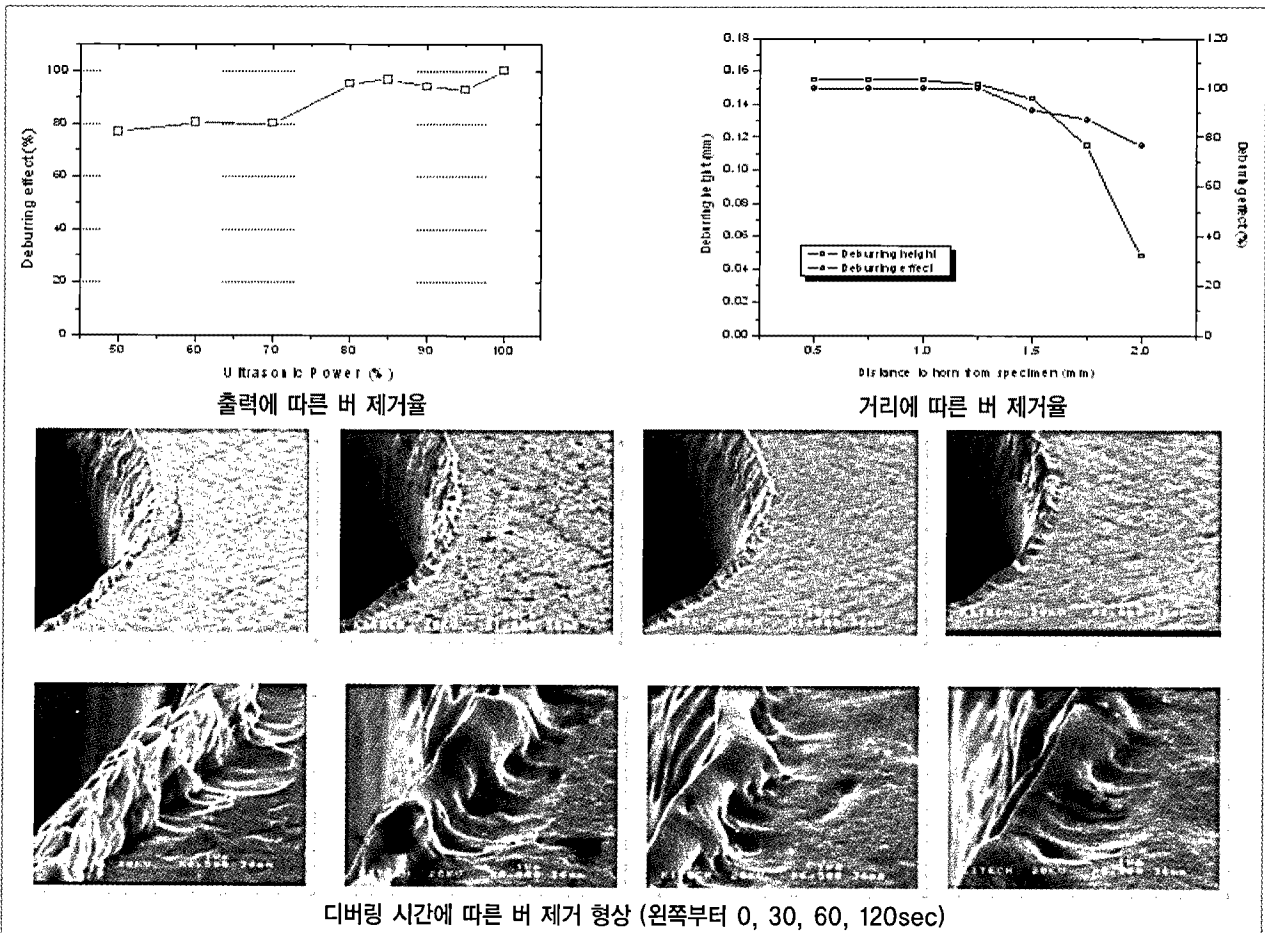 100
80
60
40
20
0
Deburring effect(%)
50 60 70 80 90 100
Ultrasonic Power (%)
출력에 따른 버 제거율
0.18
0.16
0.14
0.12
0.10
0.08
0.06
0.04
0.02
0.00
Deburring height (mm)
120
100
80
60
40
20
0
Deburring effect (%)
Deburring height
Deburring effect
0.5 1.0 1.5 2.0
Distance to horn from specimen (mm)
거리에 따른 버 제거율
디버링 시간에 따른 버 제거 형상 (왼쪽부터 0, 30, 60, 120sec)